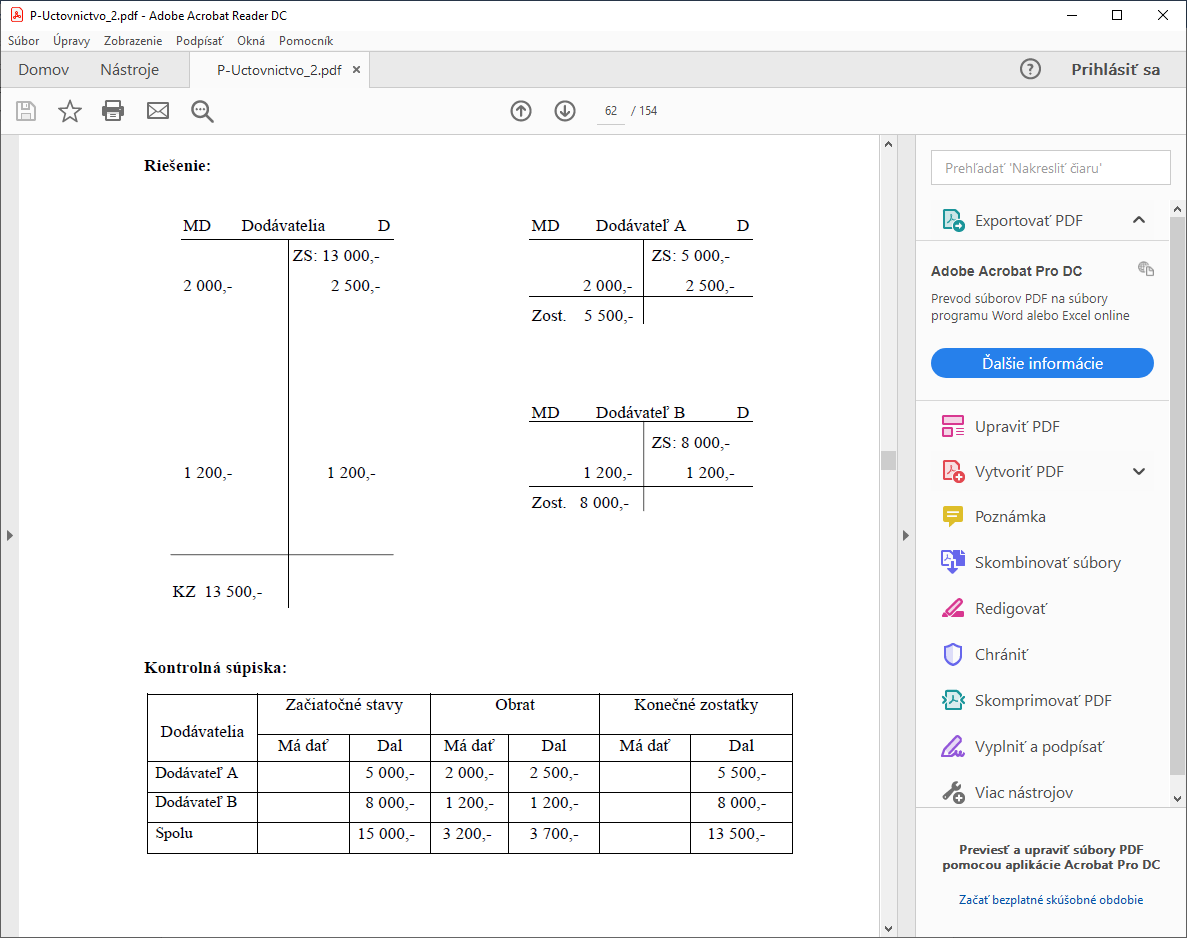 P-Uctovnictvo_2.pdf - Adobe Acrobat Reader DC
Súbor Úpravy Zobrazenie Podpísať Okná Pomocník
Domov Nástroje P-Uctovnictvo_2.pdf × ? Prihlásiť sa
62 / 154
Riešenie:
MD Dodávatelia D
ZS: 13 000,-
2 000,- 2 500,-
1 200,- 1 200,-
KZ 13 500,-
MD Dodávateľ A D
ZS: 5 000,-
2 000,- 2 500,-
Zost. 5 500,-
MD Dodávateľ B D
ZS: 8 000,-
1 200,- 1 200,-
Zost. 8 000,-
Kontrolná súpiska:
Dodávatelia Začiatočné stavy Obrat Konečné zostatky
Má dať Dal Má dať Dal Má dať Dal
Dodávateľ A 5 000,- 2 000,- 2 500,- 5 500,-
Dodávateľ B 8 000,- 1 200,- 1 200,- 8 000,-
Spolu 15 000,- 3 200,- 3 700,- 13 500,-
Prehľadať 'Nakresliť čiaru'
Exportovať PDF
Adobe Acrobat Pro DC
Prevod súborov PDF na súbory
programu Word alebo Excel online
Ďalšie informácie
Upraviť PDF
Vytvoriť PDF
Poznámka
Skombinovať súbory
Redigovať
Chrániť
Skomprimovať PDF
Vyplniť a podpísať
Viac nástrojov
Previesť a upraviť súbory PDF
pomocou aplikácie Acrobat Pro DC
Začať bezplatné skúšobné obdobie